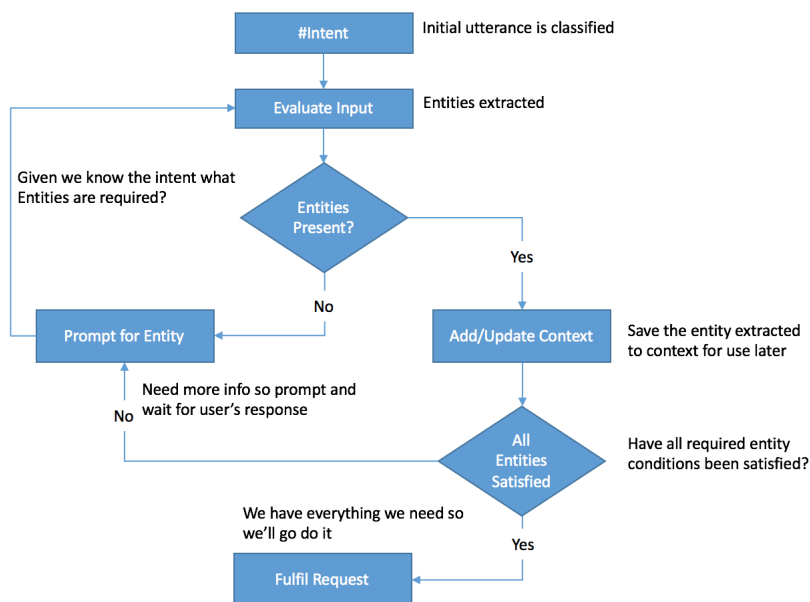 #Intent
Initial utterance is classified
Evaluate Input
Entities extracted
Given we know the intent what
Entities are required?
Entities
Present?
Yes
No
Prompt for Entity
Add/Update Context
Save the entity extracted
to context for use later
Need more info so prompt and
wait for user's response
No
All
Entities
Satisfied
Have all required entity
conditions been satisfied?
We have everything we need so
we'll go do it
Yes
Fulfil Request